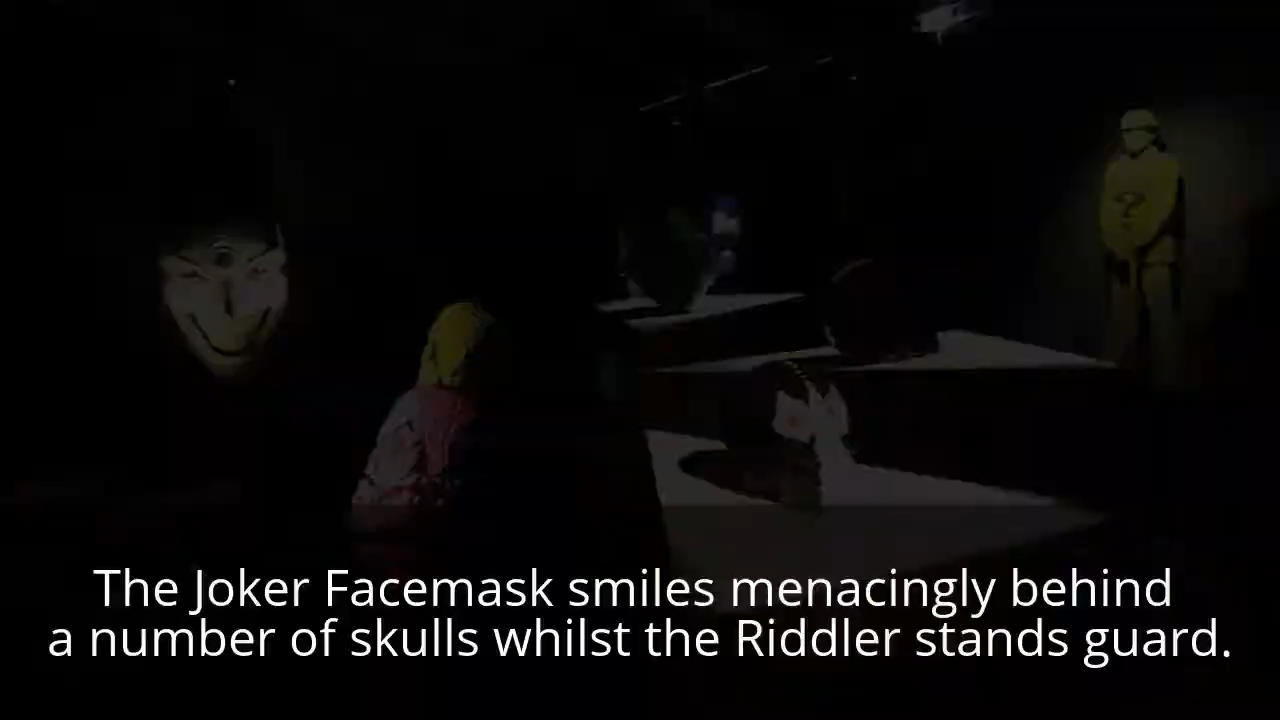 ?
The Joker Facemask smiles menacingly behind
a number of skulls whilst the Riddler stands guard.